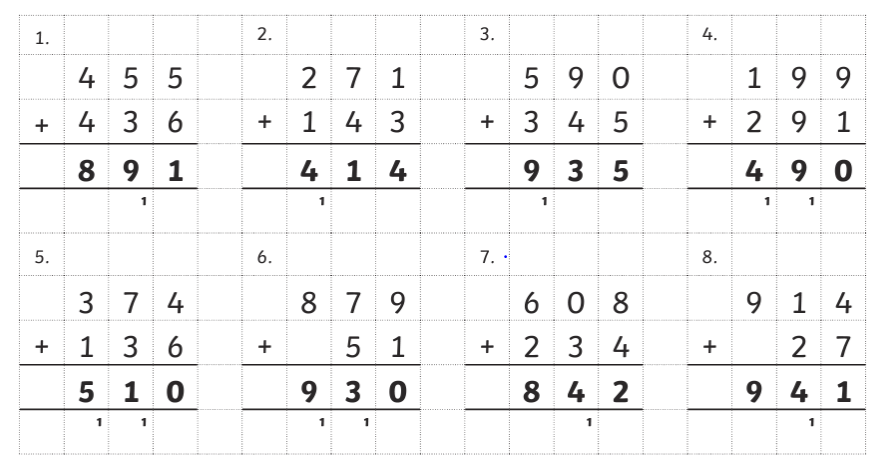 1. 2. 3. 4.
4 5 5 2 7 1 5 9 0 1 9 9
+ 4 3 6 + 1 4 3 + 3 4 5 + 2 9 1
8 9 1 4 1 4 9 3 5 4 9 0
1 1 1 1 1
5. 6. 7. 8.
3 7 4 8 7 9 6 0 8 9 1 4
+ 1 3 6 + 5 1 + 2 3 4 + 2 7
5 1 0 9 3 0 8 4 2 9 4 1
1 1 1 1 1 1